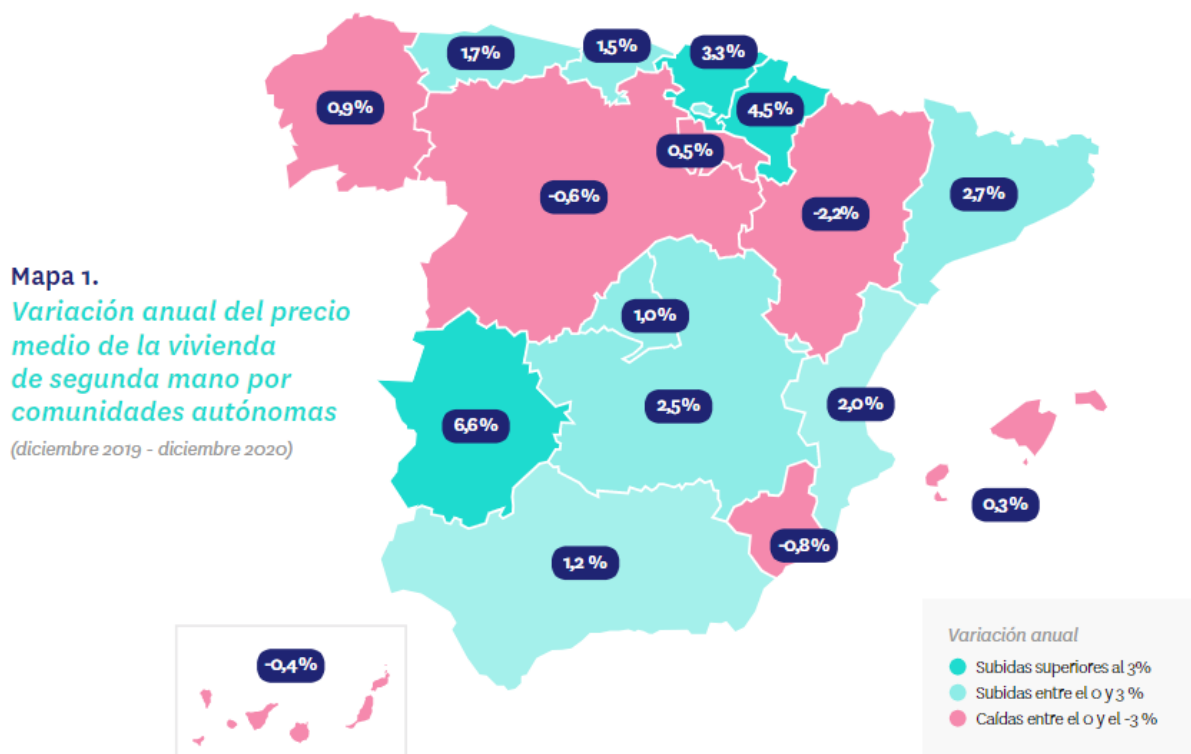 1,7%
1,5%
3,3%
0,9%
4,5%
0,5%
-0,6%
-2,2%
2,7%
Mapa 1.
Variación anual del precio
medio de la vivienda
de segunda mano por
comunidades autónomas
(diciembre 2019 - diciembre 2020)
1,0%
2,5%
2,0%
6,6%
0,3%
-0,8%
1,2 %
-0,4%
Variación anual
Subidas superiores al 3%
Subidas entre el 0 y 3 %
Caídas entre el 0 y el -3 %